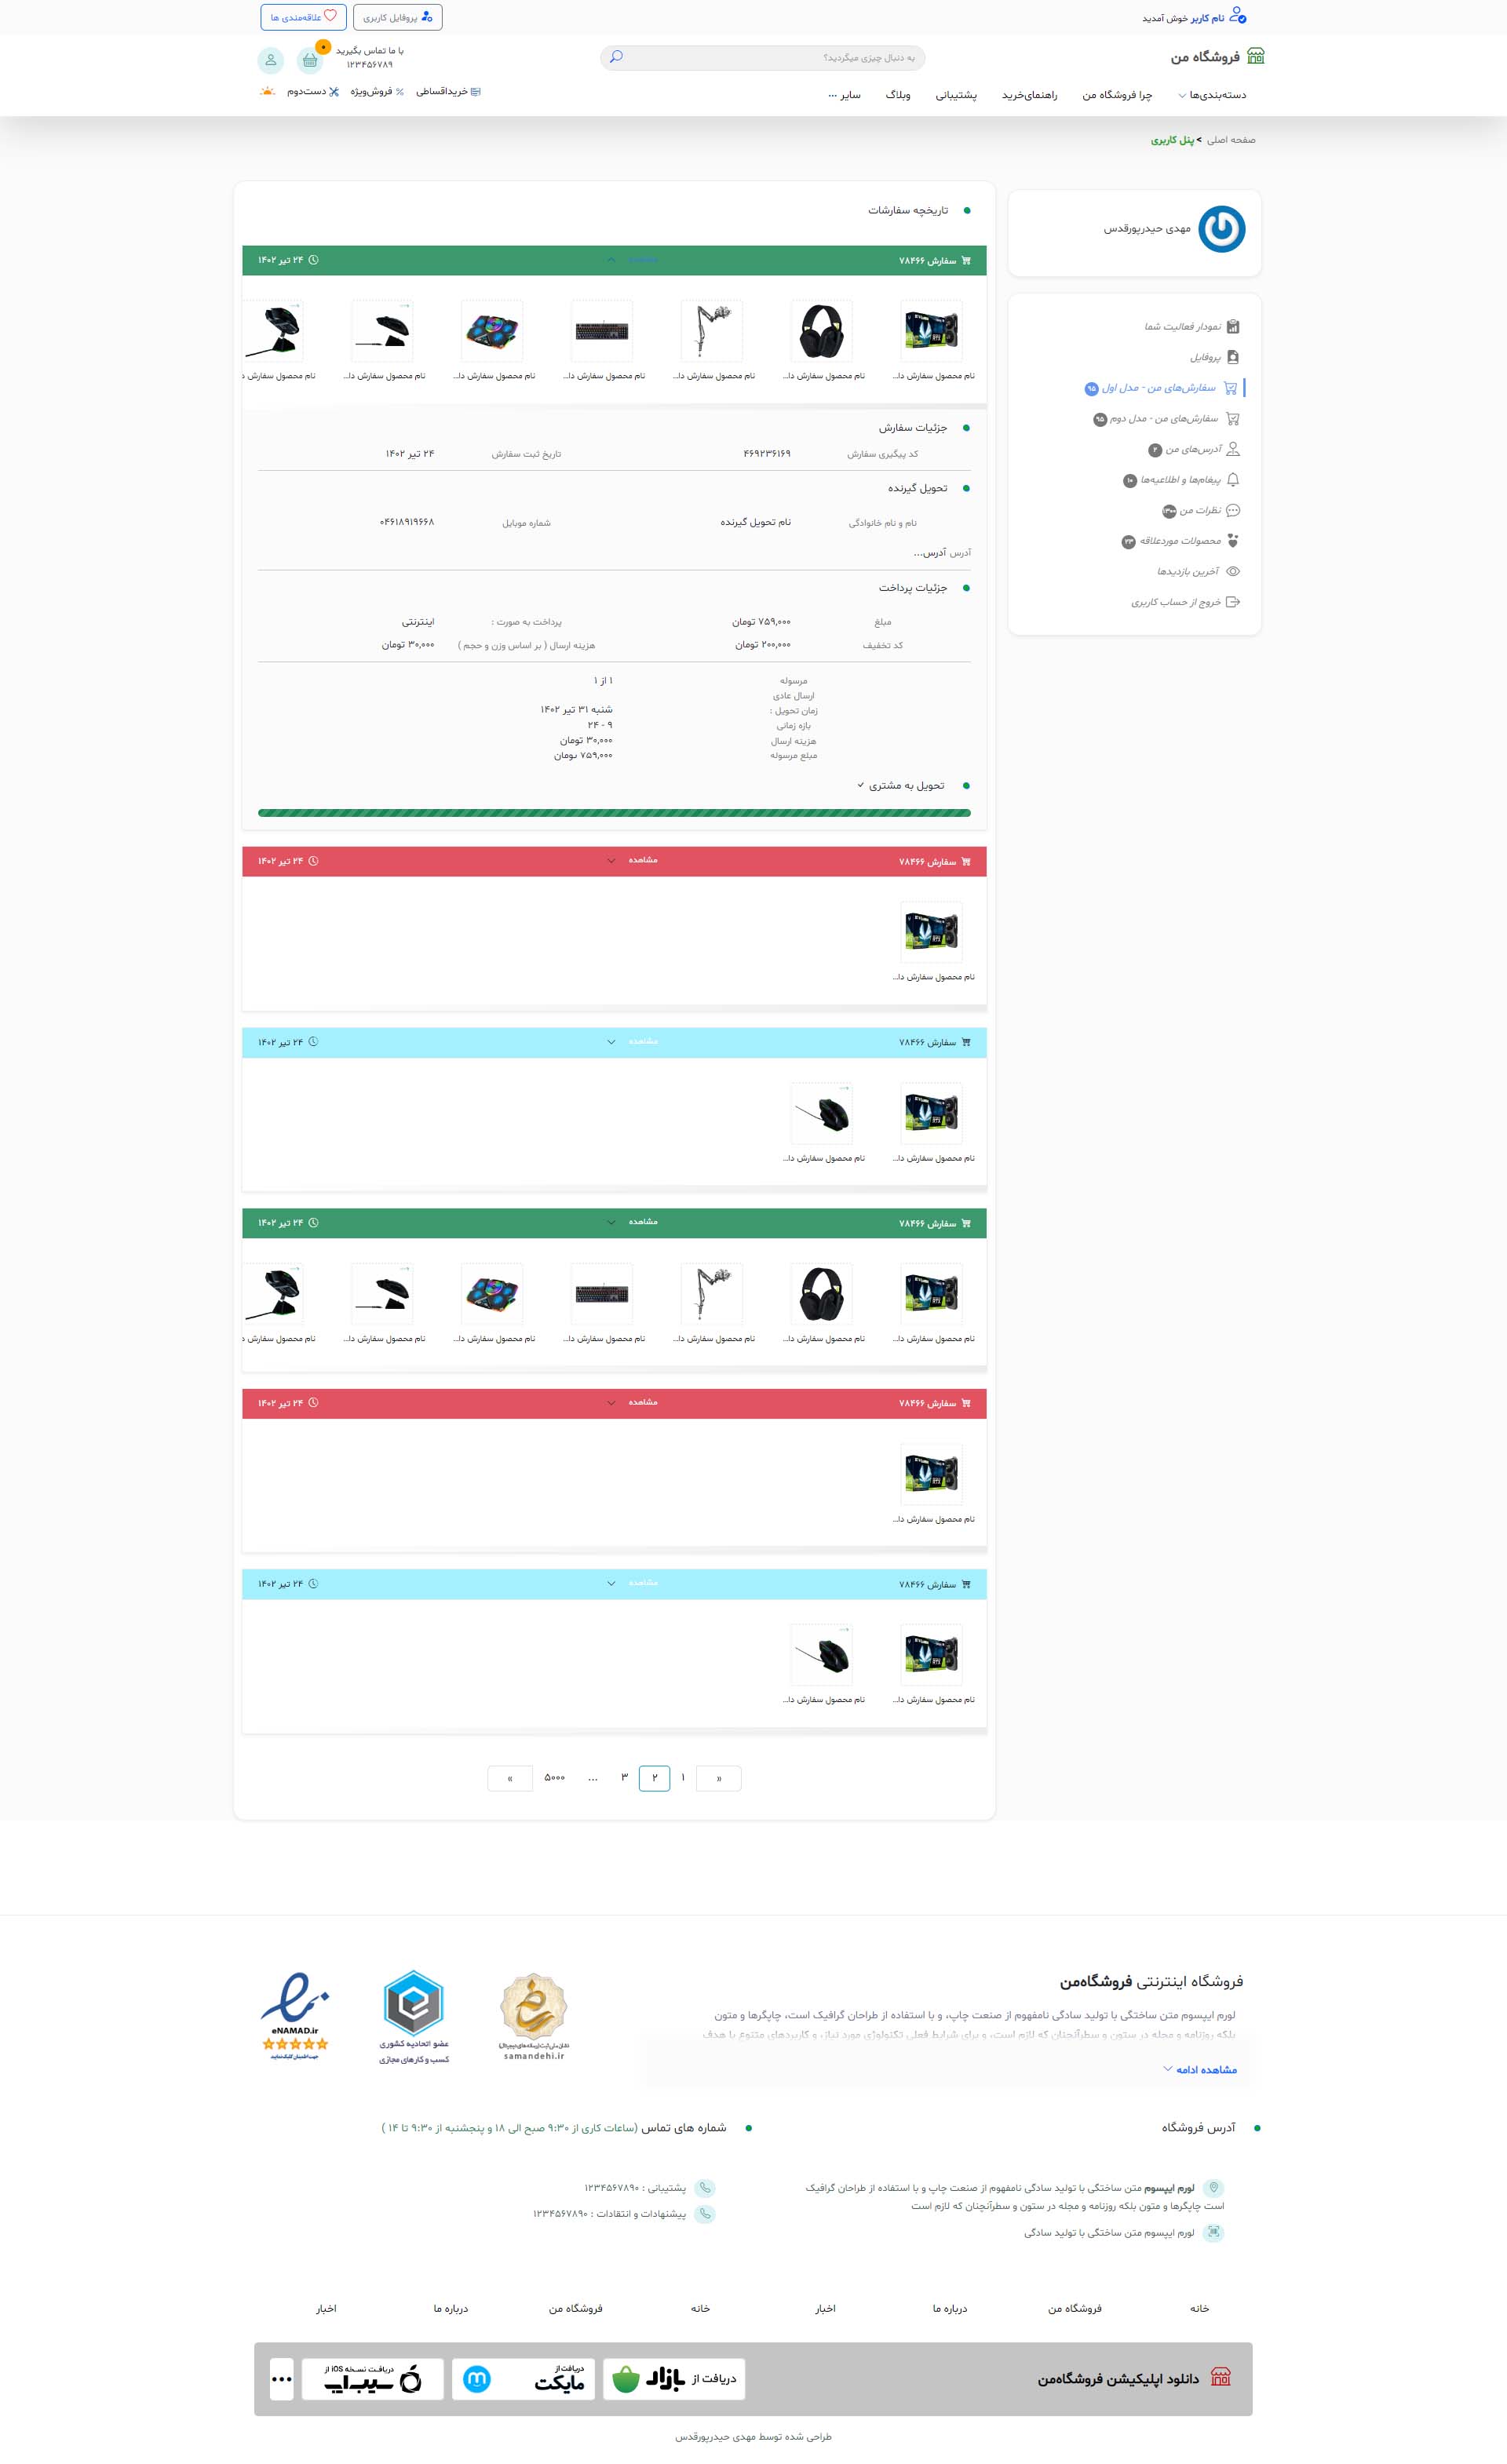 نام کاربر خوش آمدید
پروفایل کاربری
علاقه‌مندی ها
فروشگاه من
به دنبال چیزی میگردید؟
با ما تماس بگیرید
۱۲۳۴۵۶۷۸۹
۰
دسته‌بندی‌ها
چرا فروشگاه من
راهنمای‌خرید
پشتیبانی
وبلاگ
سایر ...
خریداقساطی
فروش‌ویژه
دست‌دوم
صفحه اصلی > پنل کاربری
مهدی حیدرپورقدس
نمودار فعالیت شما
پروفایل
سفارش‌های من - مدل اول ۹۵
سفارش‌های من - مدل دوم ۹۵
آدرس‌های من ۲
پیغام‌ها و اطلاعیه‌ها ۱۰
نظرات من ۱۳۰۰
محصولات موردعلاقه ۲۳
آخرین بازدیدها
خروج از حساب کاربری
تاریخچه سفارشات
سفارش ۷۸۴۶۶
۲۴ تیر ۱۴۰۲
نام محصول سفارش دا...
نام محصول سفارش دا...
نام محصول سفارش دا...
نام محصول سفارش دا...
نام محصول سفارش دا...
نام محصول سفارش دا...
نام محصول سفارش د
جزئیات سفارش
کد پیگیری سفارش
۴۶۹۲۳۶۱۶۹
تاریخ ثبت سفارش
۲۴ تیر ۱۴۰۲
تحویل گیرنده
نام و نام خانوادگی
نام تحویل گیرنده
شماره موبایل
۰۴۶۱۸۹۱۹۶۶۸
آدرس آدرس...
جزئیات پرداخت
مبلغ
۷۵۹,۰۰۰ تومان
پرداخت به صورت :
اینترنتی
کد تخفیف
۲۰۰,۰۰۰ تومان
هزینه ارسال ( بر اساس وزن و حجم )
۳۰,۰۰۰ تومان
مرسوله
۱ از ۱
ارسال عادی
زمان تحویل :
شنبه ۳۱ تیر ۱۴۰۲
بازه زمانی
۹ - ۲۴
هزینه ارسال
۳۰,۰۰۰ تومان
مبلغ مرسوله
۷۵۹,۰۰۰ تومان
تحویل به مشتری
سفارش ۷۸۴۶۶
مشاهده
۲۴ تیر ۱۴۰۲
نام محصول سفارش دا...
سفارش ۷۸۴۶۶
مشاهده
۲۴ تیر ۱۴۰۲
نام محصول سفارش دا...
نام محصول سفارش دا...
سفارش ۷۸۴۶۶
مشاهده
۲۴ تیر ۱۴۰۲
نام محصول سفارش دا...
نام محصول سفارش دا...
نام محصول سفارش دا...
نام محصول سفارش دا...
نام محصول سفارش دا...
نام محصول سفارش دا...
نام محصول سفارش د
سفارش ۷۸۴۶۶
مشاهده
۲۴ تیر ۱۴۰۲
نام محصول سفارش دا...
سفارش ۷۸۴۶۶
مشاهده
۲۴ تیر ۱۴۰۲
نام محصول سفارش دا...
نام محصول سفارش دا...
«
۱
۲
۳
...
۵۰۰۰
»
فروشگاه اینترنتی فروشگاه‌من
لورم ایپسوم متن ساختگی با تولید سادگی نامفهوم از صنعت چاپ، و با استفاده از طراحان گرافیک است، چاپگرها و متون
بلکه روزنامه و مجله در ستون و سطرآنچنان که لازم است، و برای شرایط فعلی تکنولوژی مورد نیاز، و کاربردهای متنوع با هدف
مشاهده ادامه
samandehi.ir
عضو اتحادیه کشوری
کسب و کارهای مجازی
eNAMAD.ir
آدرس فروشگاه
لورم ایپسوم متن ساختگی با تولید سادگی نامفهوم از صنعت چاپ و با استفاده از طراحان گرافیک
است چاپگرها و متون بلکه روزنامه و مجله در ستون و سطرآنچنان که لازم است
لورم ایپسوم متن ساختگی با تولید سادگی
شماره های تماس (ساعات کاری از ۹:۳۰ صبح الی ۱۸ و پنجشنبه از ۹:۳۰ تا ۱۴ )
پشتیبانی : ۱۲۳۴۵۶۷۸۹۰
پیشنهادات و انتقادات : ۱۲۳۴۵۶۷۸۹۰
خانه
فروشگاه من
درباره ما
اخبار
خانه
فروشگاه من
درباره ما
اخبار
دانلود اپلیکیشن فروشگاه‌من
دریافت از بازار
دریافت از
مایکت
دریافت نسخه iOS از
سیب‌اپ
طراحی شده توسط مهدی حیدرپورقدس